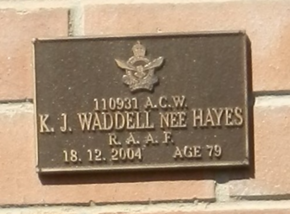 110931 A.C.W.
K. J. WADDELL NEE HAYES
R. A. A. F.
18. 12. 2004 AGE 79